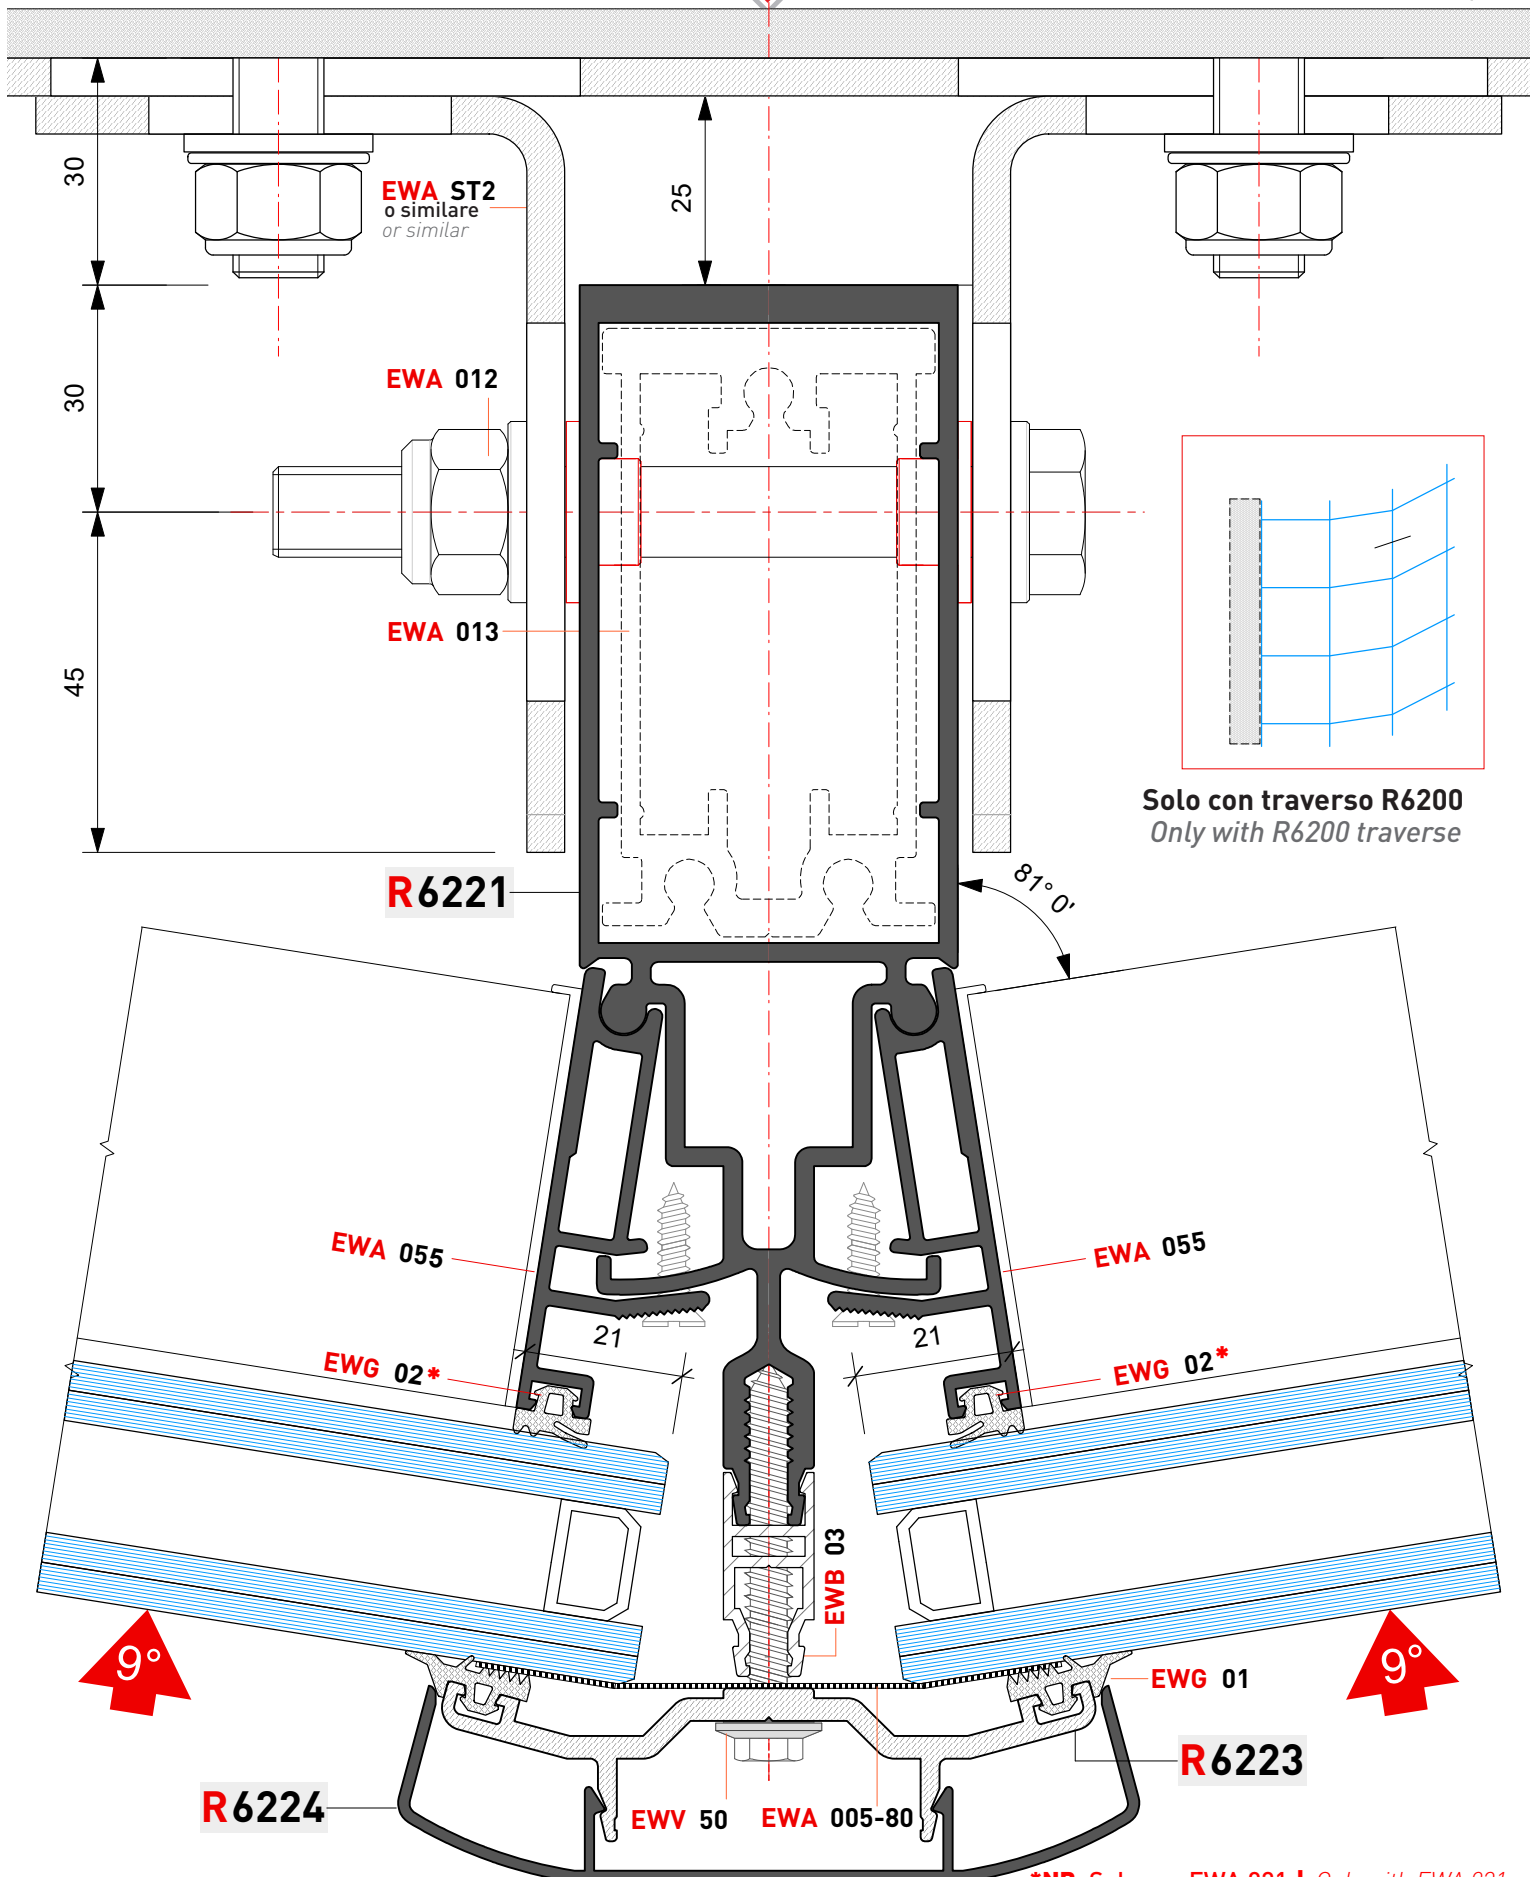 30
EWA ST2
o similare
or similar
25
30
EWA 012
45
EWA 013
Solo con traverso R6200
Only with R6200 traverse
R6221
81° 0'
EWA 055
EWA 055
21
21
EWG 02*
EWG 02*
EWB 03
9°
9°
EWG 01
R6223
R6224
EWV 50
EWA 005-80